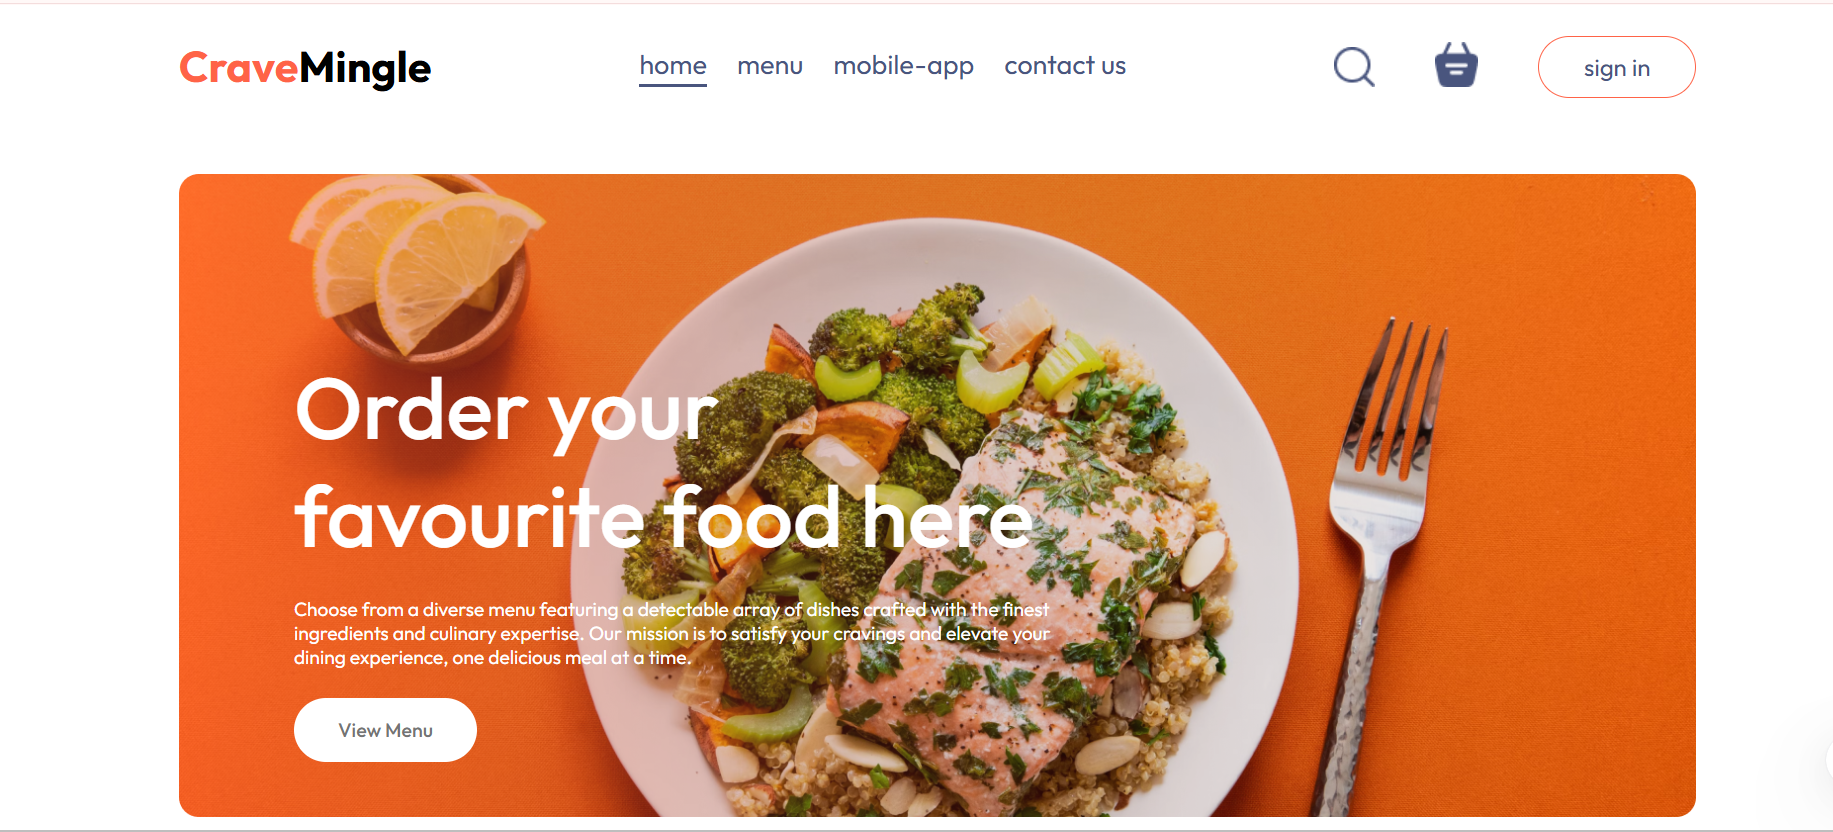 CraveMingle
home menu mobile-app contact us
sign in
Order your
favourite food here
Choose from a diverse menu featuring a detectable array of dishes crafted with the finest
ingredients and culinary expertise. Our mission is to satisfy your cravings and elevate your
dining experience, one delicious meal at a time.
View Menu